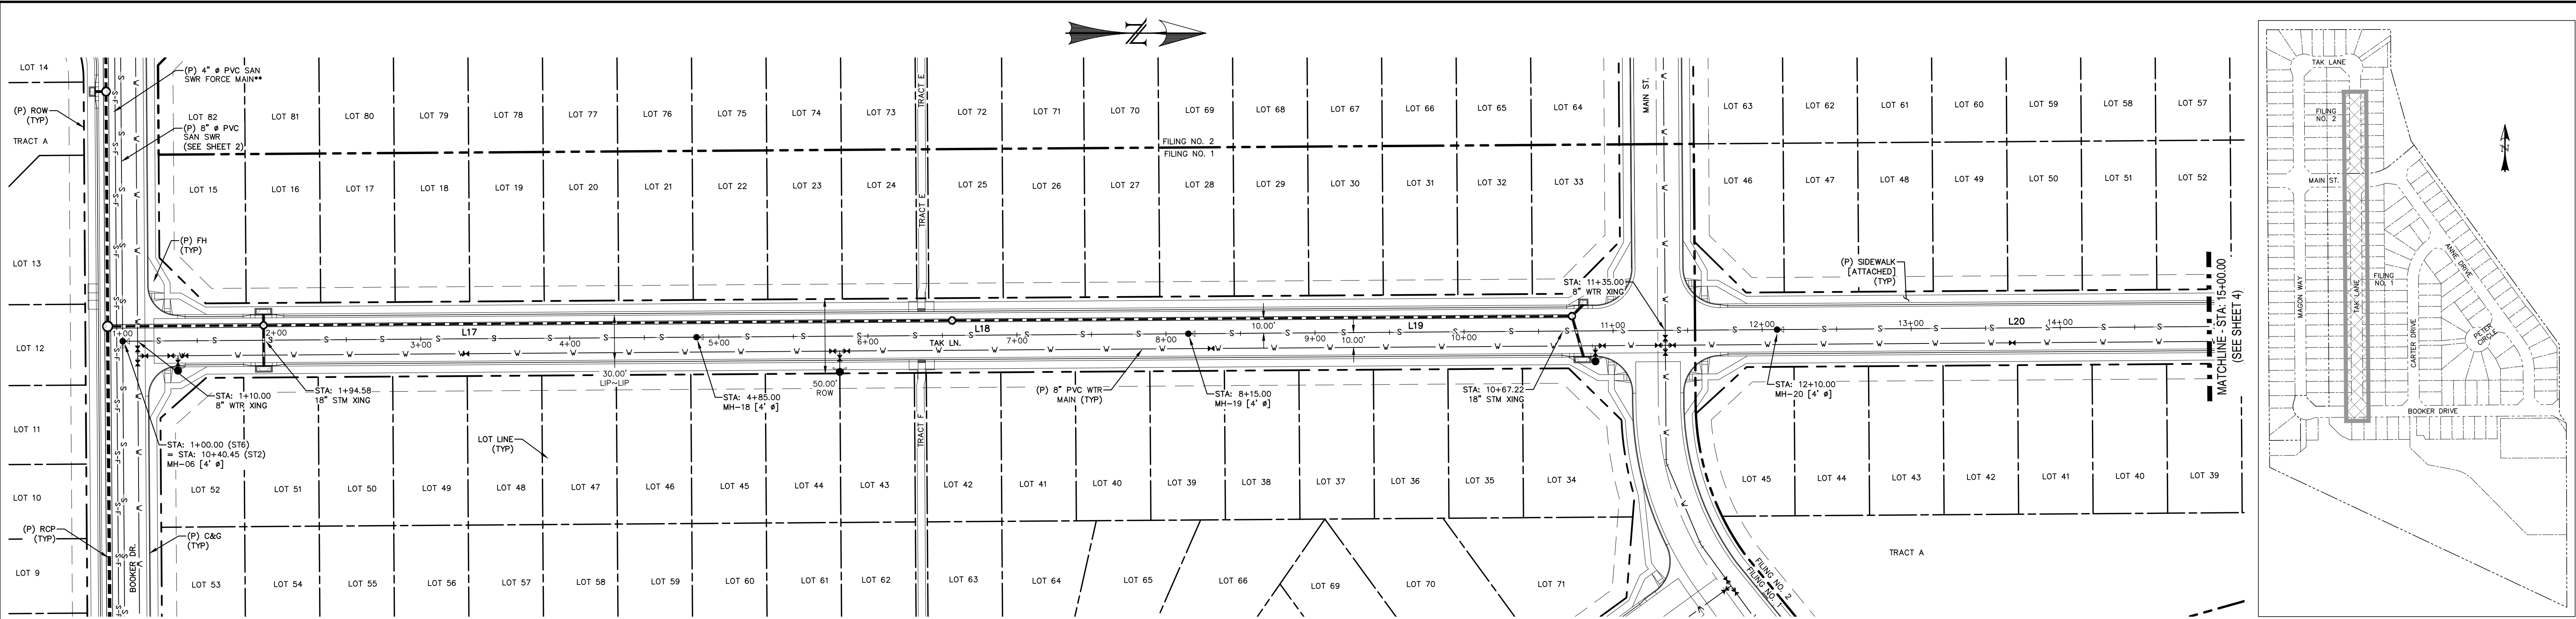 N
LOT 14
(P) 4" ø PVC SAN
SWR FORCE MAIN**
(P) ROW
(TYP)
TRACT A
LOT 82
LOT 81
LOT 80
LOT 79
LOT 78
LOT 77
LOT 76
LOT 75
LOT 74
LOT 73
TRACT E
LOT 72
LOT 71
LOT 70
LOT 69
LOT 68
LOT 67
LOT 66
LOT 65
LOT 64
MAIN ST.
LOT 63
LOT 62
LOT 61
LOT 60
LOT 59
LOT 58
LOT 57
(P) 8" ø PVC
SAN SWR
(SEE SHEET 2)
FILING NO. 2
FILING NO. 1
LOT 15
LOT 16
LOT 17
LOT 18
LOT 19
LOT 20
LOT 21
LOT 22
LOT 23
LOT 24
TRACT E
LOT 25
LOT 26
LOT 27
LOT 28
LOT 29
LOT 30
LOT 31
LOT 32
LOT 33
LOT 46
LOT 47
LOT 48
LOT 49
LOT 50
LOT 51
LOT 52
LOT 13
(P) FH
(TYP)
(P) SIDEWALK
[ATTACHED]
(TYP)
STA: 11+35.00
8" WTR XING
MATCHLINE - STA: 15+00.00
(SEE SHEET 4)
LOT 12
1+00
2+00
L17
3+00
4+00
5+00
6+00
TAK LN.
L18
7+00
8+00
10.00'
9+00
10.00'
L19
10+00
11+00
12+00
13+00
L20
14+00
30.00'
LIP~LIP
50.00'
ROW
STA: 1+10.00
8" WTR XING
STA: 1+94.58
18" STM XING
STA: 4+85.00
MH-18 [4' ø]
(P) 8" PVC WTR
MAIN (TYP)
STA: 8+15.00
MH-19 [4' ø]
STA: 10+67.22
18" STM XING
STA: 12+10.00
MH-20 [4' ø]
LOT 11
STA: 1+00.00 (ST6)
= STA: 10+40.45 (ST2)
MH-06 [4' ø]
LOT LINE
(TYP)
TRACT F
LOT 10
LOT 52
LOT 51
LOT 50
LOT 49
LOT 48
LOT 47
LOT 46
LOT 45
LOT 44
LOT 43
LOT 42
LOT 41
LOT 40
LOT 39
LOT 38
LOT 37
LOT 36
LOT 35
LOT 34
LOT 45
LOT 44
LOT 43
LOT 42
LOT 41
LOT 40
LOT 39
(P) RCP
(TYP)
(P) C&G
(TYP)
BOOKER DR.
LOT 9
LOT 53
LOT 54
LOT 55
LOT 56
LOT 57
LOT 58
LOT 59
LOT 60
LOT 61
LOT 62
LOT 63
LOT 64
LOT 65
LOT 66
LOT 69
LOT 70
LOT 71
TRACT A
FILING NO. 2
FILING NO. 1
TAK LANE
FILING
NO. 2
N
MAIN ST.
ANNE DRIVE
MAGON WAY
TAK LANE
FILING
NO. 1
CARTER DRIVE
PETER
CIRCLE
BOOKER DRIVE